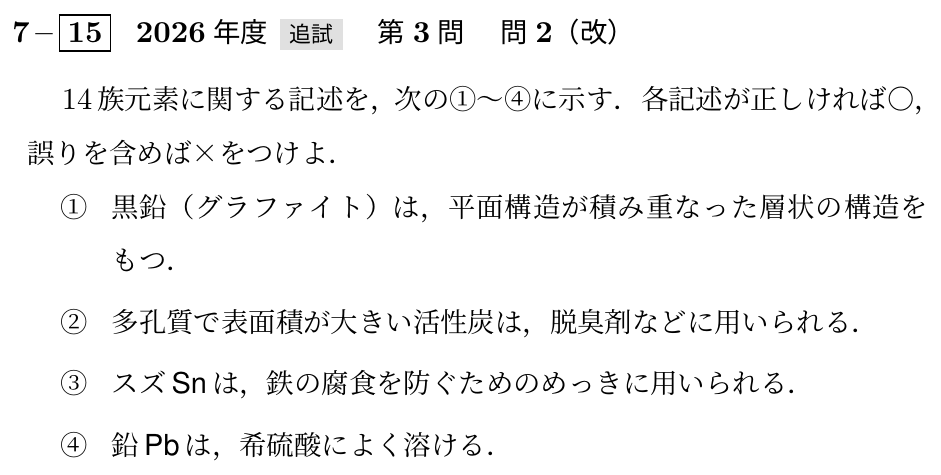 7−15 2026 年度 追試 第 3 問 問 2（改）
14 族元素に関する記述を，次の①〜④に示す．各記述が正しければ○，
誤りを含めば×をつけよ．
① 黒鉛（グラファイト）は，平面構造が積み重なった層状の構造を
もつ．
② 多孔質で表面積が大きい活性炭は，脱臭剤などに用いられる．
③ スズ Sn は，鉄の腐食を防ぐためのめっきに用いられる．
④ 鉛 Pb は，希硫酸によく溶ける．